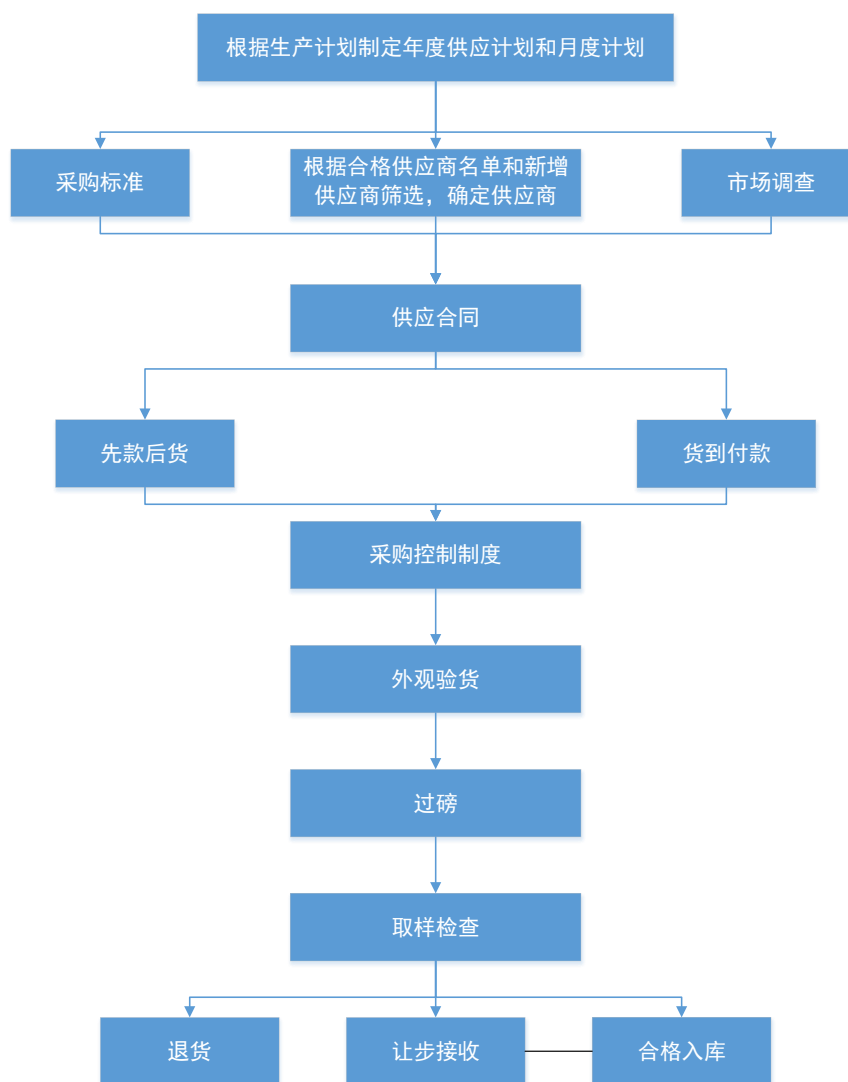 根据生产计划制定年度供应计划和月度计划
采购标准
根据合格供应商名单和新增
供应商筛选，确定供应商
市场调查
供应合同
先款后货
货到付款
采购控制制度
外观验货
过磅
取样检查
退货
让步接收
合格入库